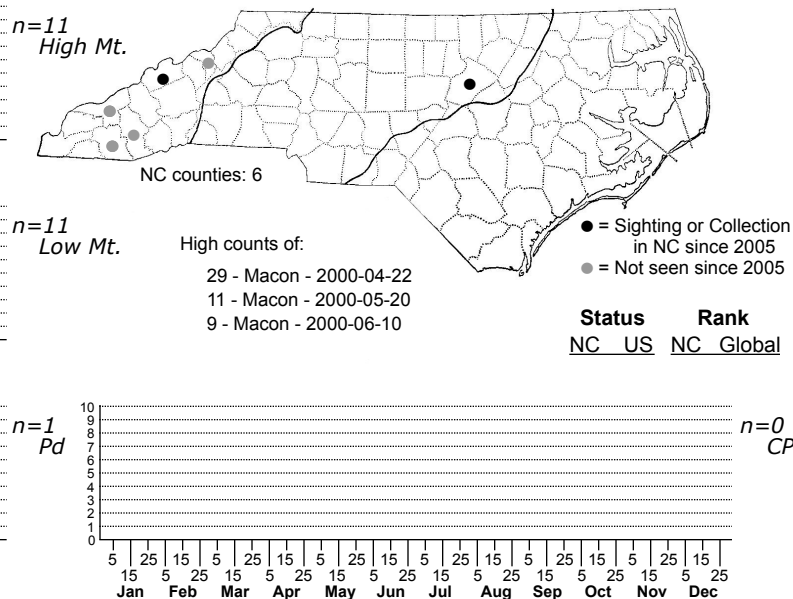 n=11
High Mt.
NC counties: 6
n=11
Low Mt.
High counts of:
29 - Macon - 2000-04-22
11 - Macon - 2000-05-20
9 - Macon - 2000-06-10
= Sighting or Collection
in NC since 2005
= Not seen since 2005
Status Rank
NC US NC Global
n=1
Pd
10
9
8
7
6
5
4
3
2
1
0
n=0
CP
5 25 15 5 25 15 5 25 15 5 25 15 5 25 15 5 25 15
15 5 25 15 5 25 15 5 25 15 5 25 15 5 25 15 5 25
Jan Feb Mar Apr May Jun Jul Aug Sep Oct Nov Dec